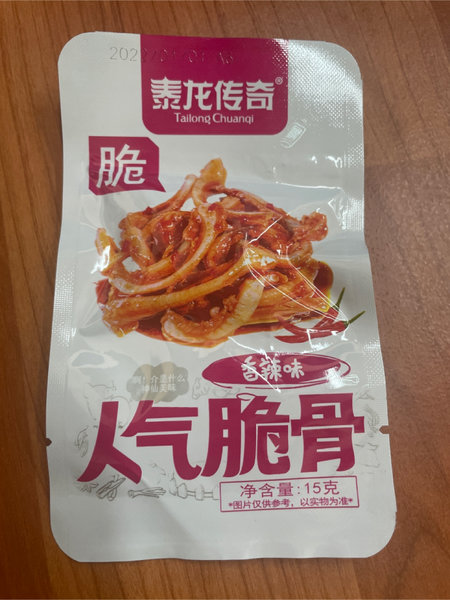 泰龙传奇®
Tailong Chuanqi
脆
香辣味
人气脆骨
净含量:15克
*图片仅供参考，以实物为准*